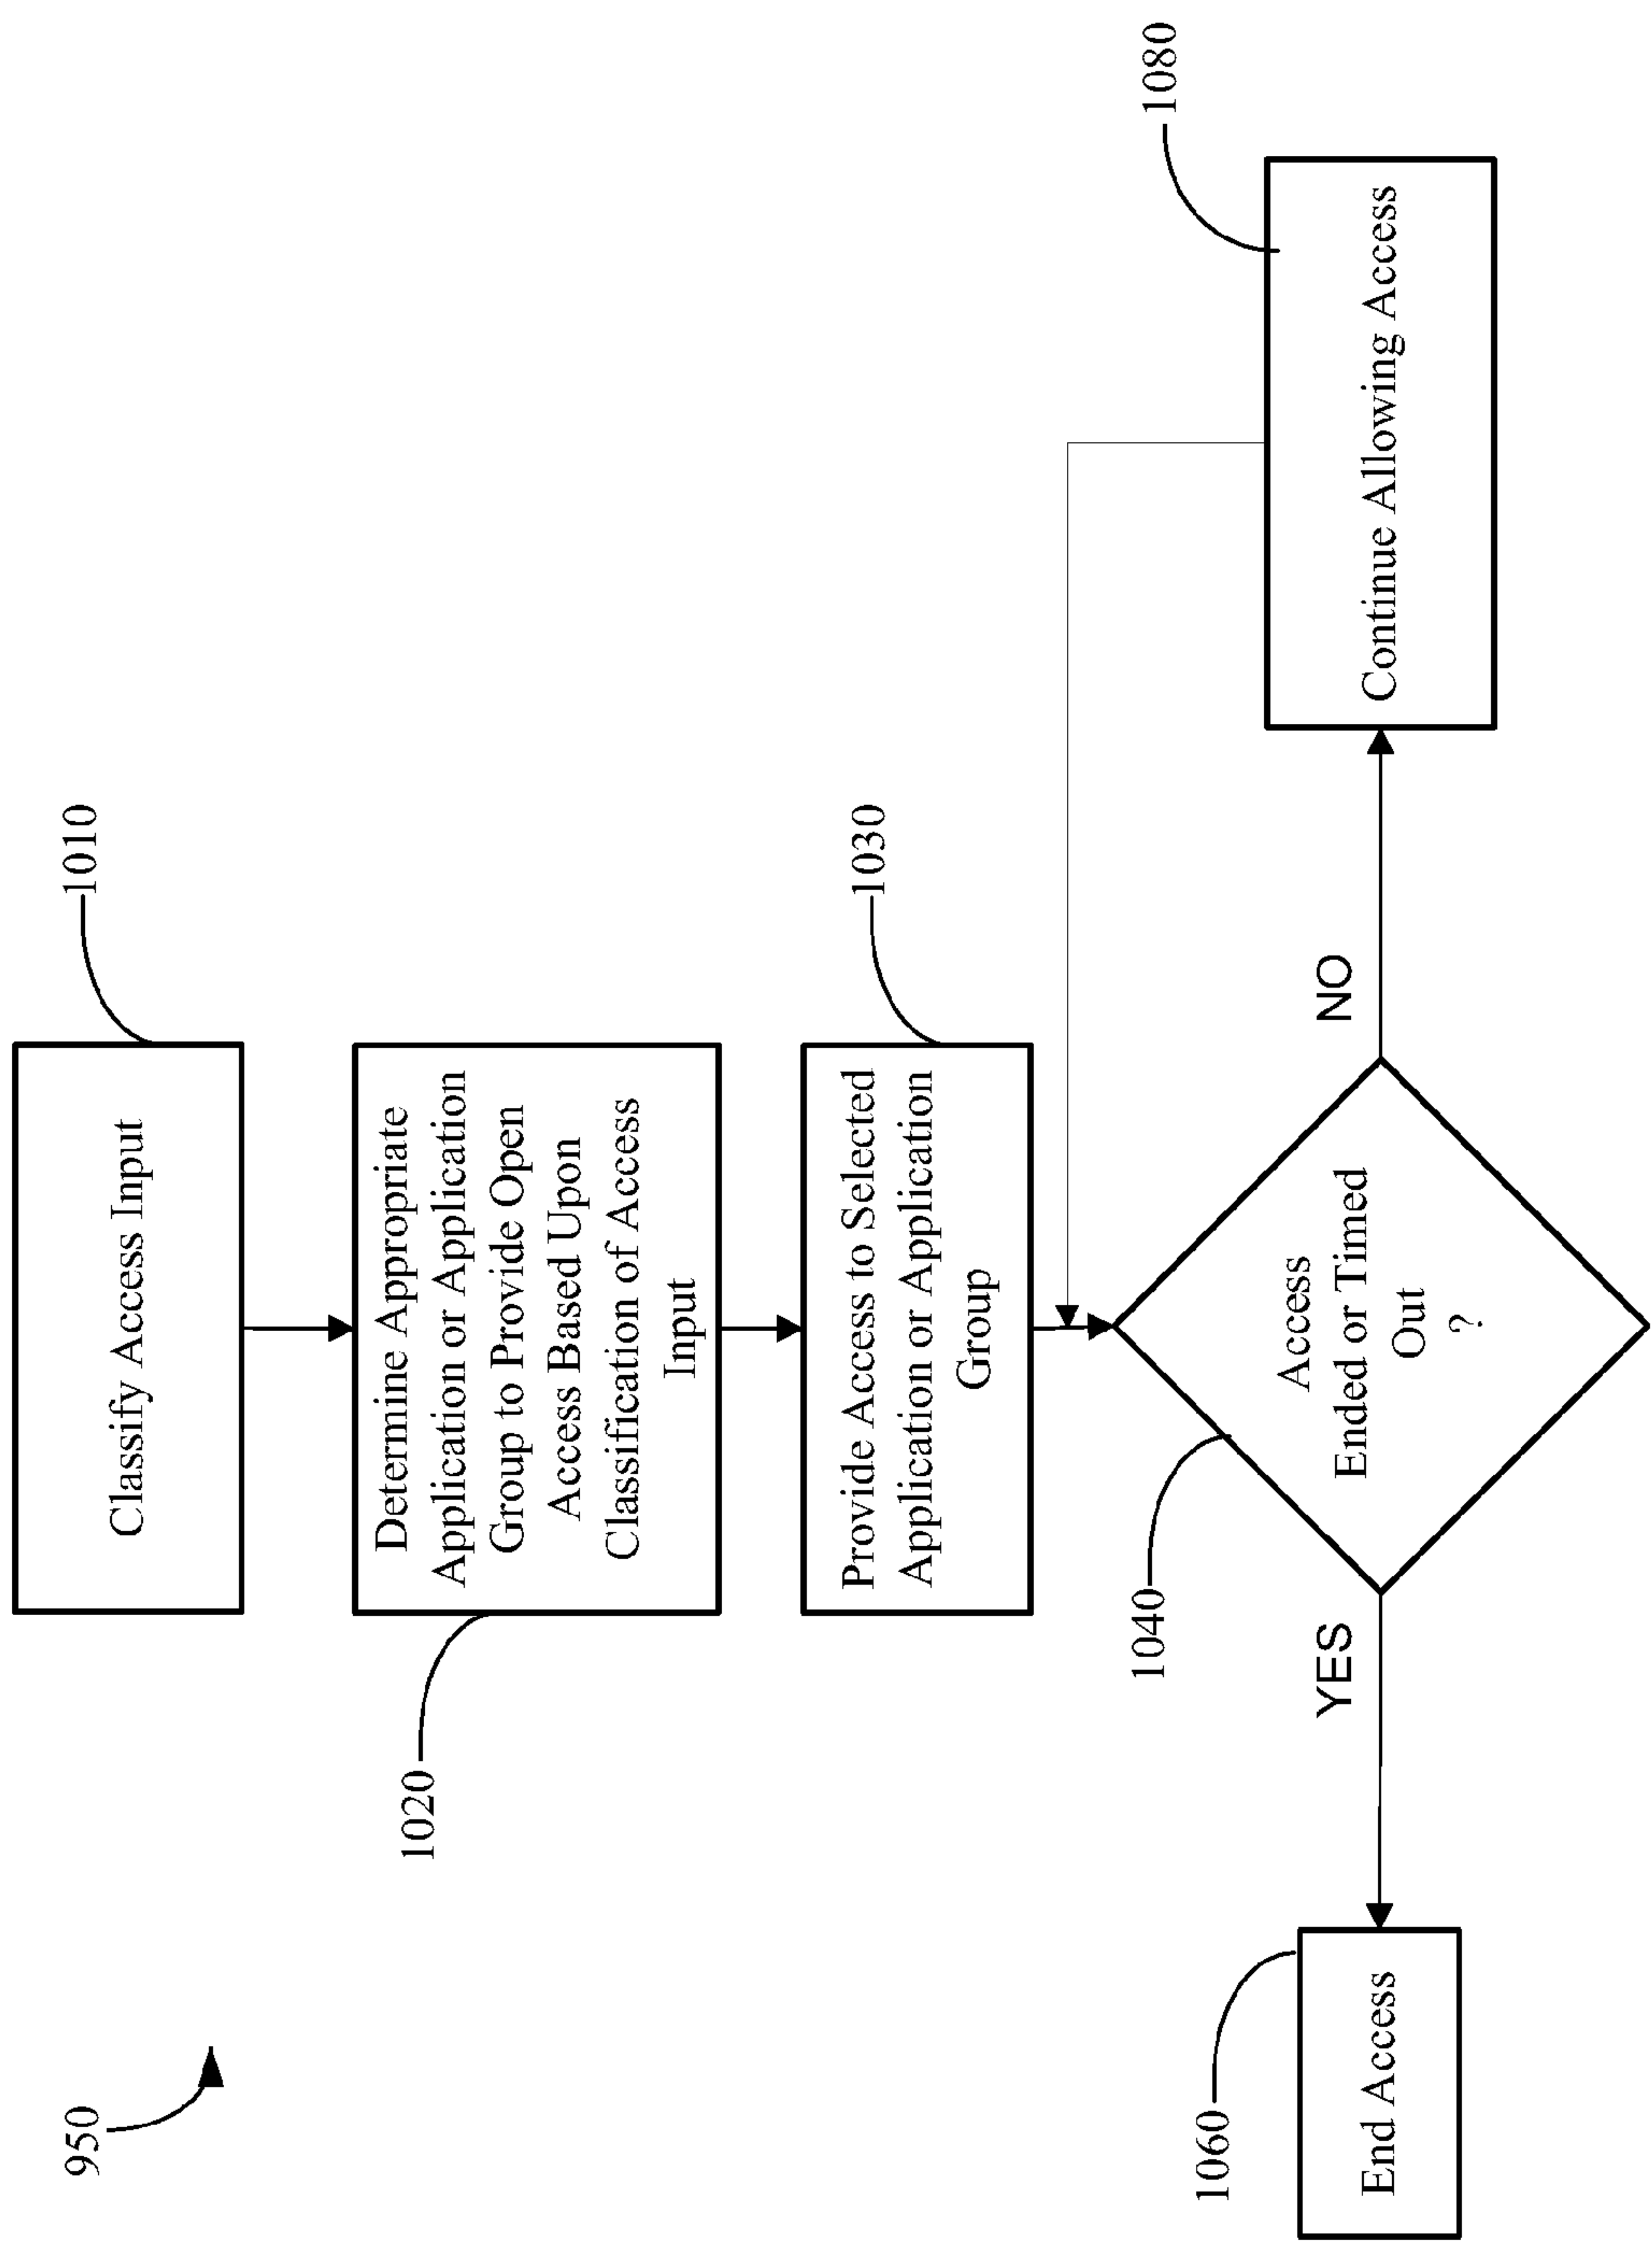 950
1010
Classify Access Input
1020
Determine Appropriate
Application or Application
Group to Provide Open
Access Based Upon
Classification of Access
Input
1030
Provide Access to Selected
Application or Application
Group
1040
Access
Ended or Timed
Out
?
YES
NO
1060
End Access
1080
Continue Allowing Access